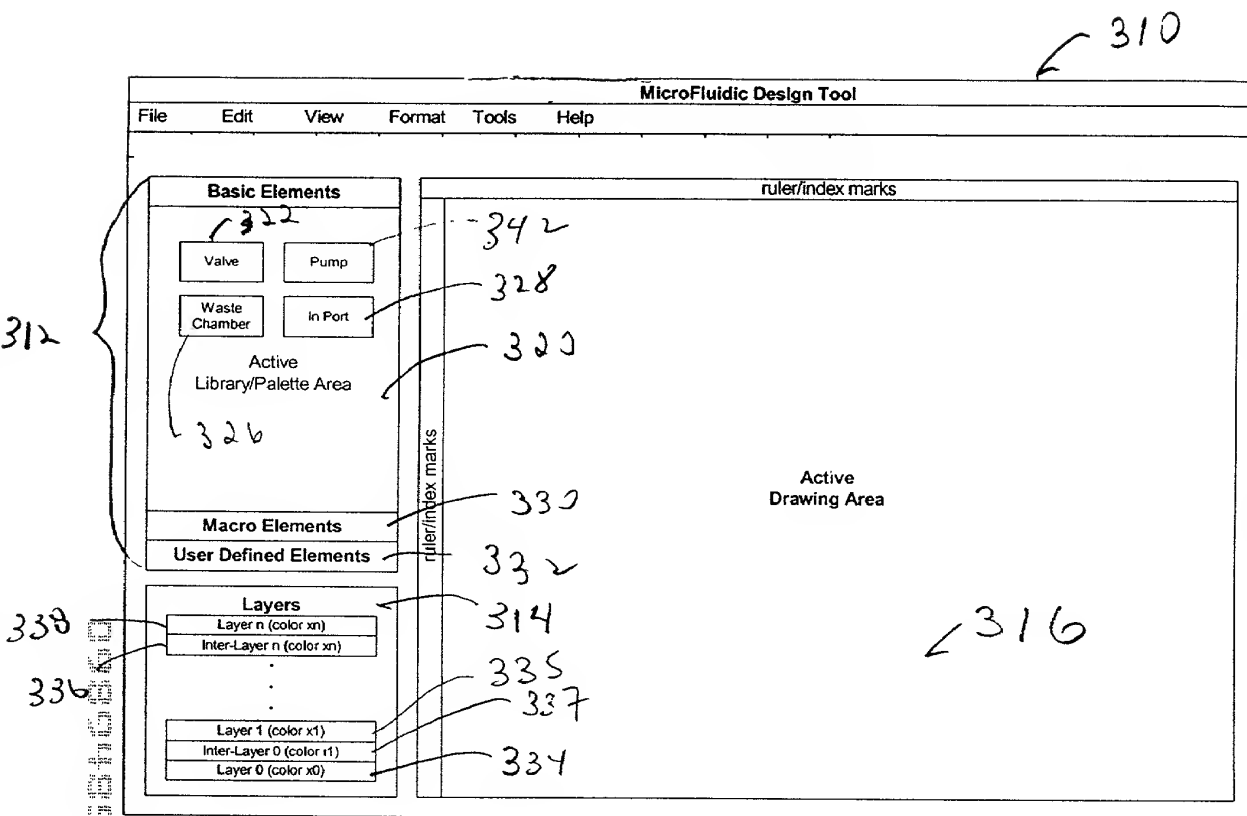 310
MicroFluidic Design Tool
File Edit View Format Tools Help
Basic Elements
ruler/index marks
322
342
Valve Pump
328
Waste
Chamber
In Port
312
320
Active
Library/Palette Area
326
ruler/index marks
Active
Drawing Area
330
Macro Elements
User Defined Elements
332
Layers
314
316
338
Layer n (color xn)
Inter-Layer n (color xn)
336
335
337
Layer 1 (color x1)
Inter-Layer 0 (color r1)
Layer 0 (color x0)
334